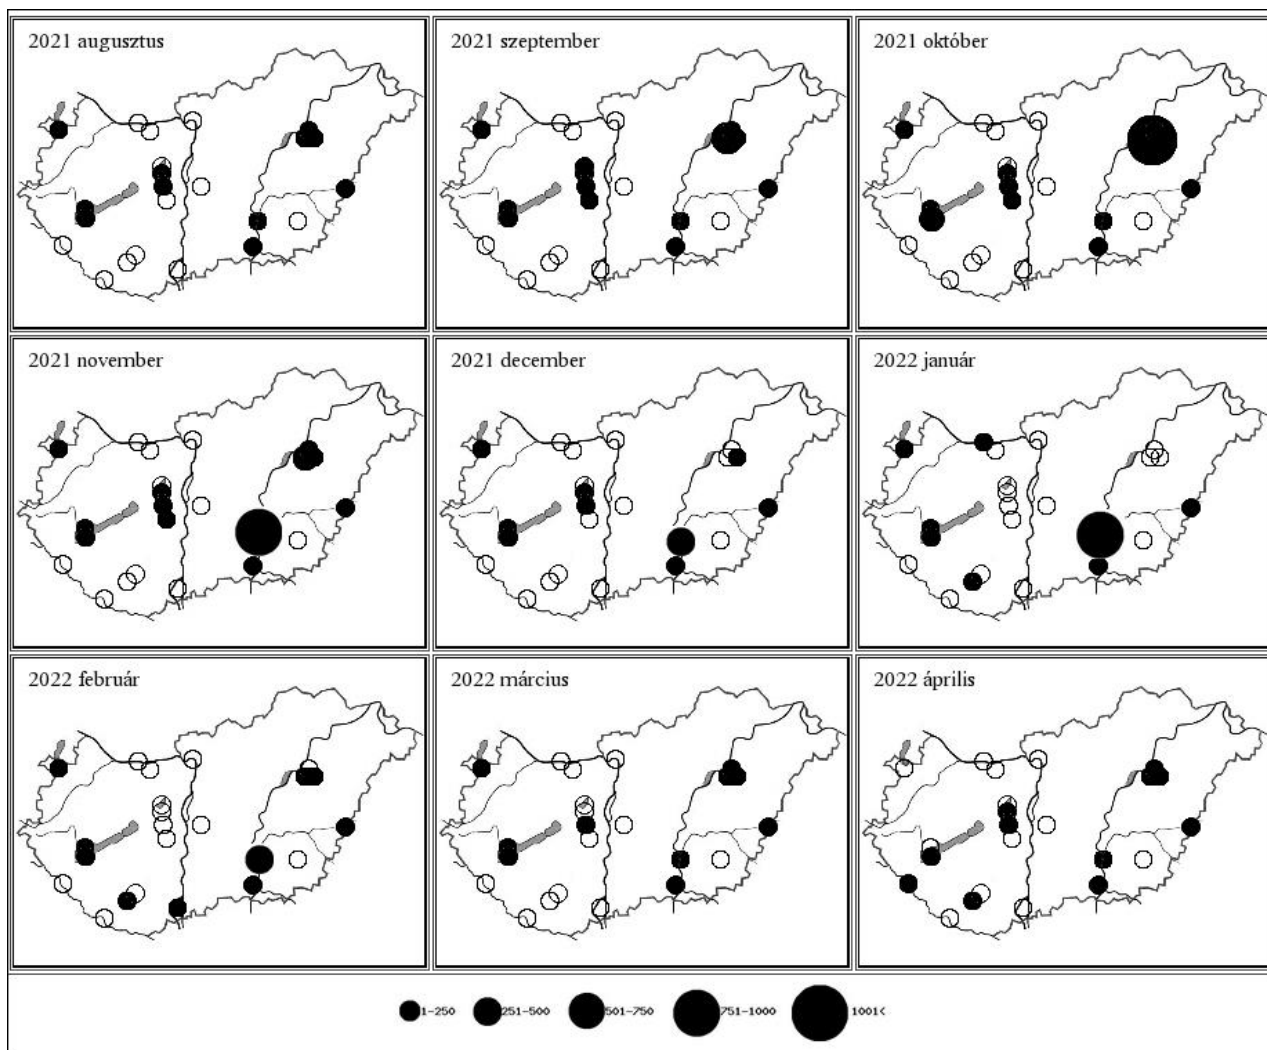 2021 augusztus
2021 szeptember
2021 október
2021 november
2021 december
2022 január
2022 február
2022 március
2022 április
1-250
251-500
501-750
751-1000
1001<